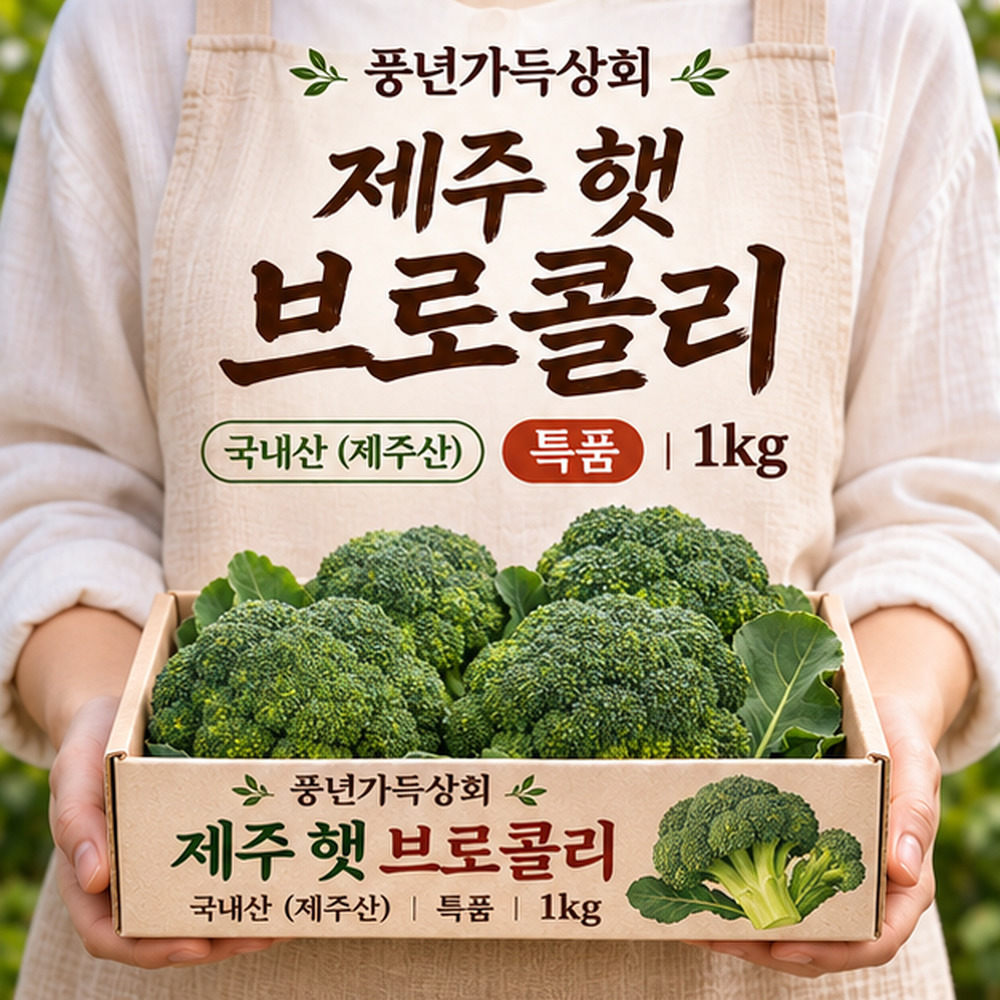 풍년가득상회
제주 햇
브로콜리
국내산 (제주산) 특품 | 1kg
풍년가득상회
제주 햇 브로콜리
국내산 (제주산) | 특품 | 1kg